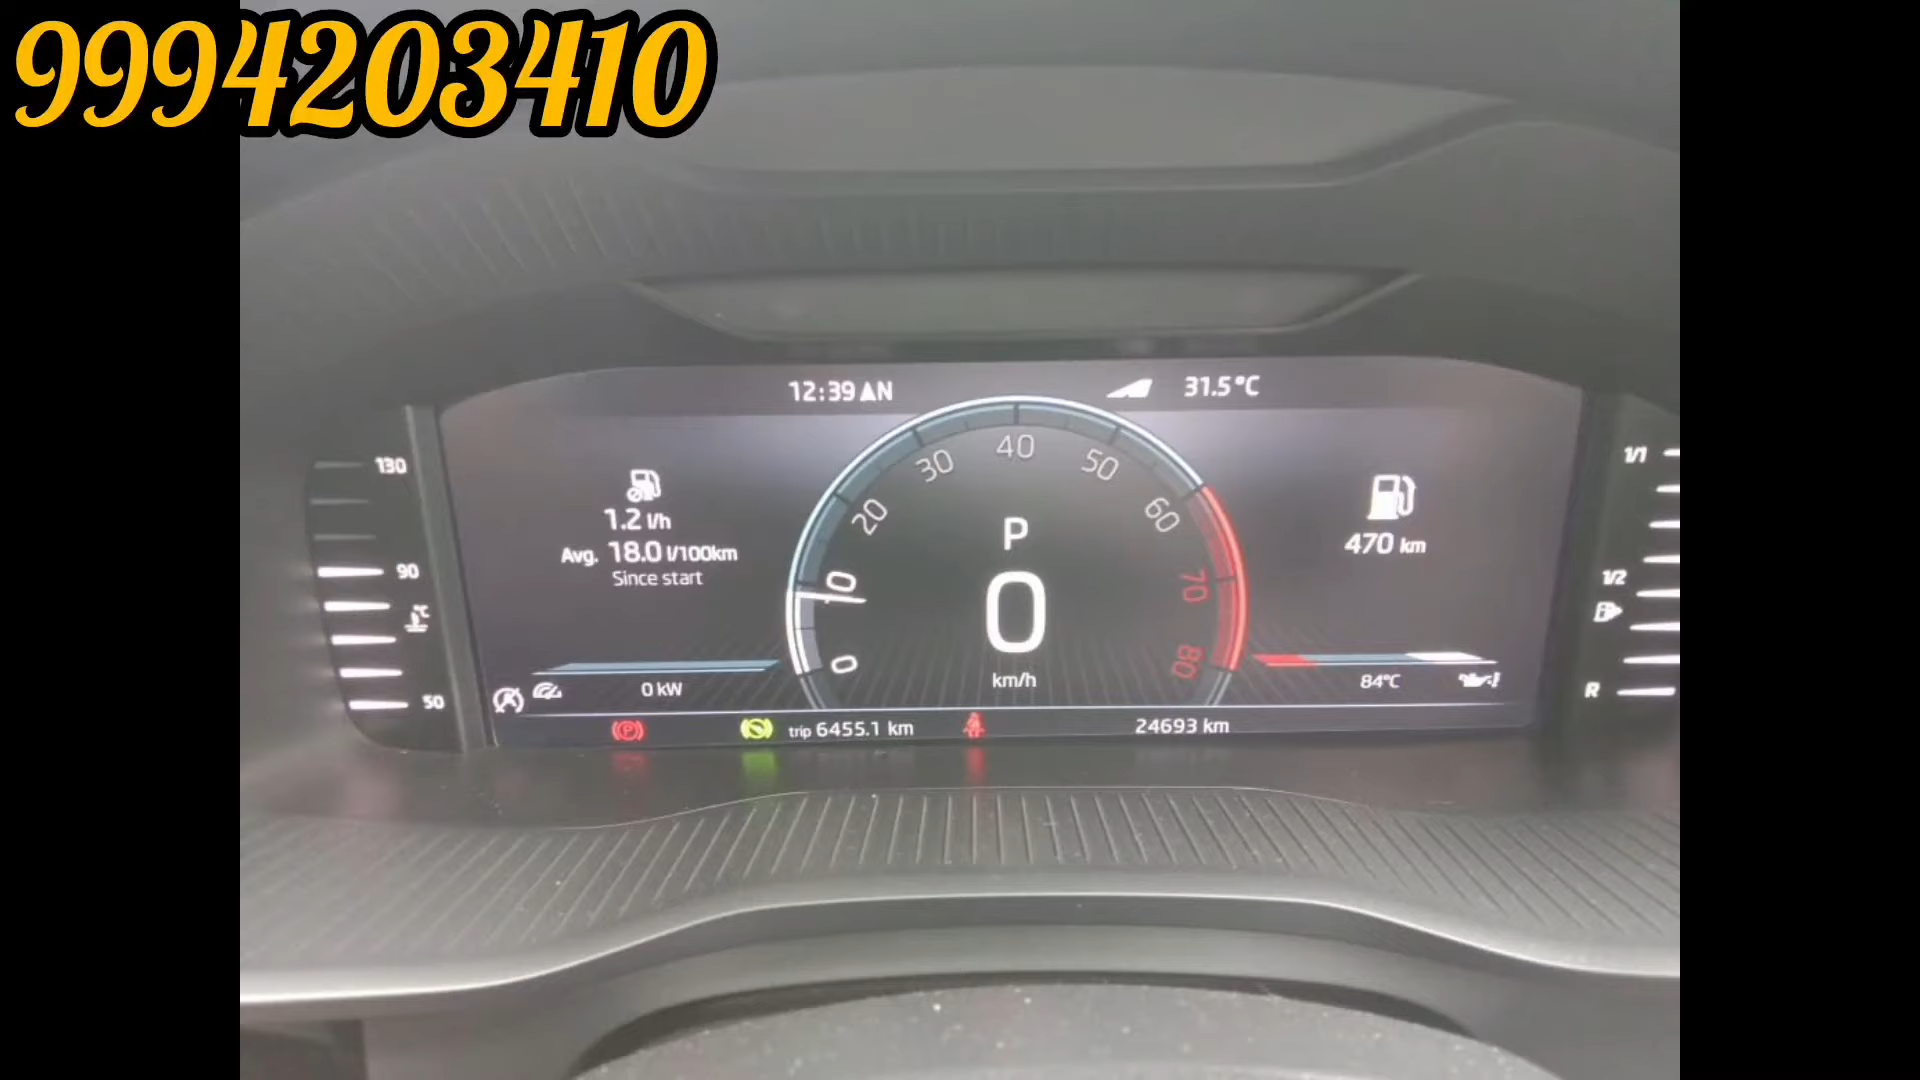 9994203410
12:39 N
31.5°C
130
90
50
1.2 l/h
Avg. 18.0 l/100km
Since start
0
10
20
30
40
50
60
70
80
P
0
km/h
470 km
1/1
1/2
R
0 kW
84°C
trip 6455.1 km
24693 km